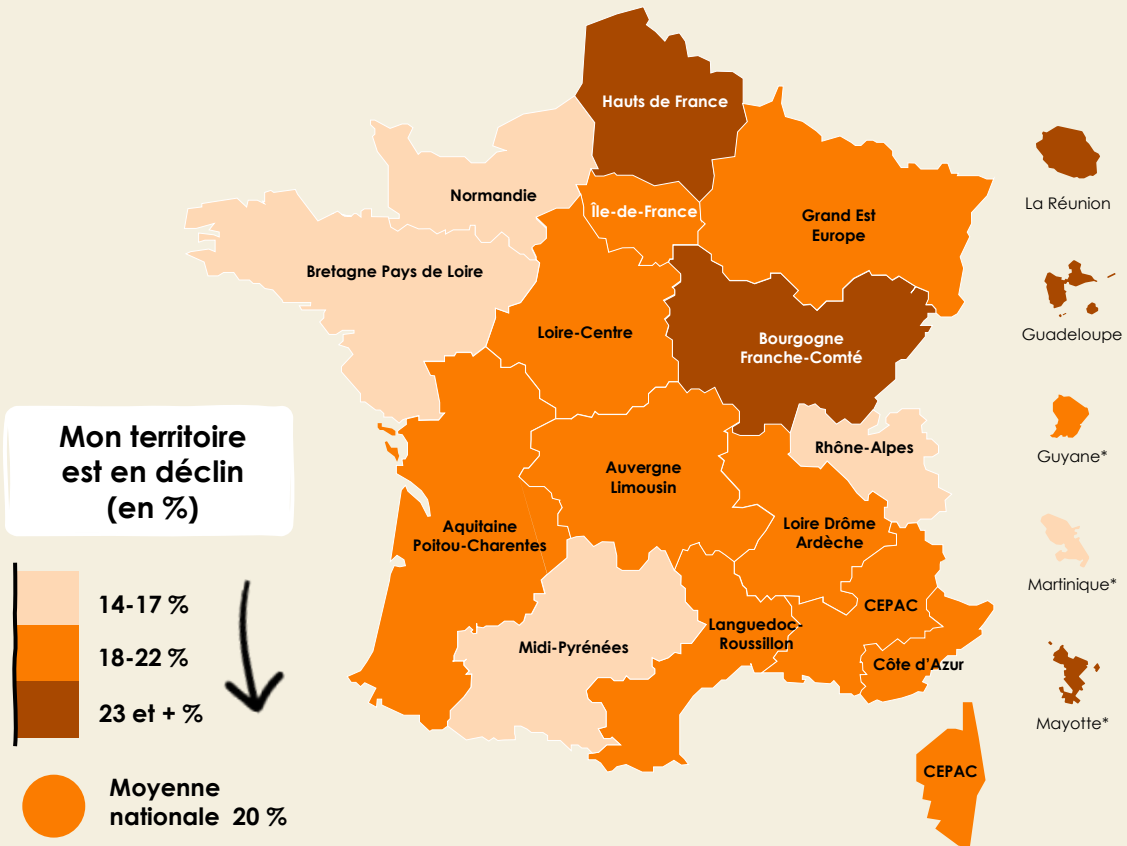 Hauts de France
Normandie
Île-de-France
Grand Est
Europe
Bretagne Pays de Loire
Loire-Centre
Bourgogne
Franche-Comté
Rhône-Alpes
Auvergne
Limousin
Aquitaine
Poitou-Charentes
Loire Drôme
Ardèche
CEPAC
Languedoc-
Roussillon
Midi-Pyrénées
Côte d'Azur
CEPAC
La Réunion
Guadeloupe
Guyane*
Martinique*
Mayotte*
Mon territoire
est en déclin
(en %)
14-17 %
18-22 %
23 et + %
Moyenne
nationale 20 %